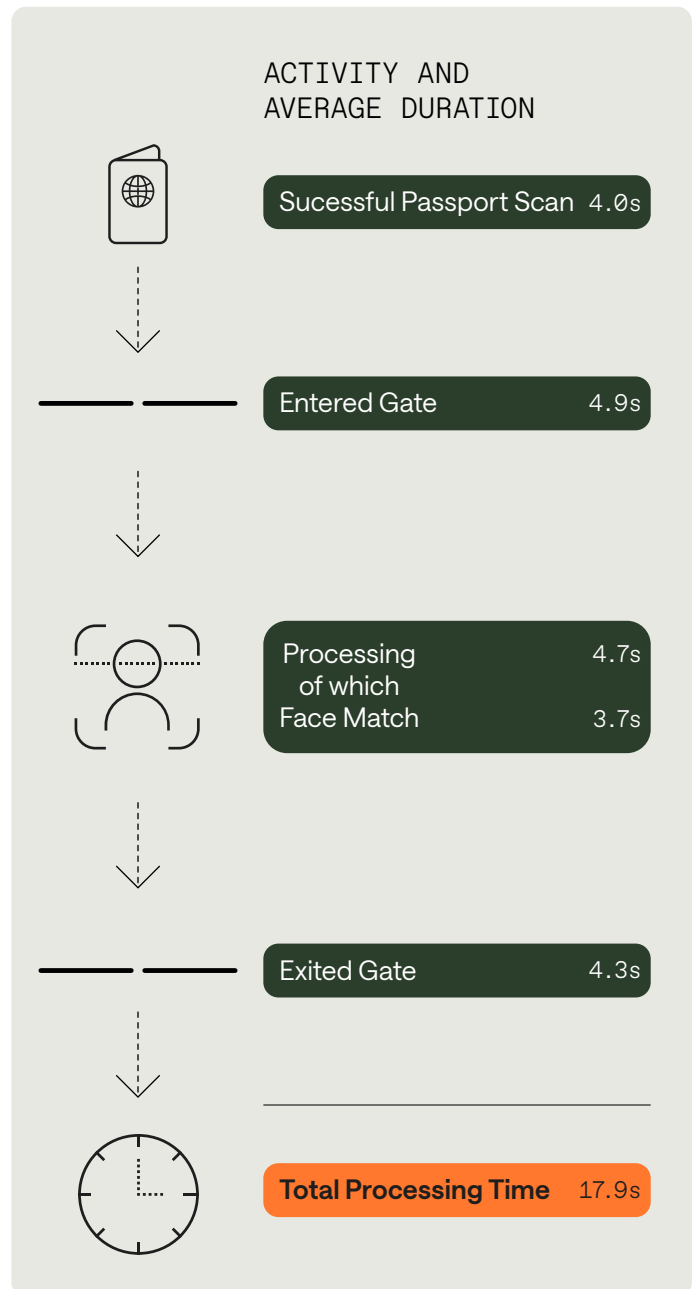 ACTIVITY AND
AVERAGE DURATION
Sucessful Passport Scan 4.0s
Entered Gate 4.9s
Processing 4.7s
of which
Face Match 3.7s
Exited Gate 4.3s
Total Processing Time 17.9s